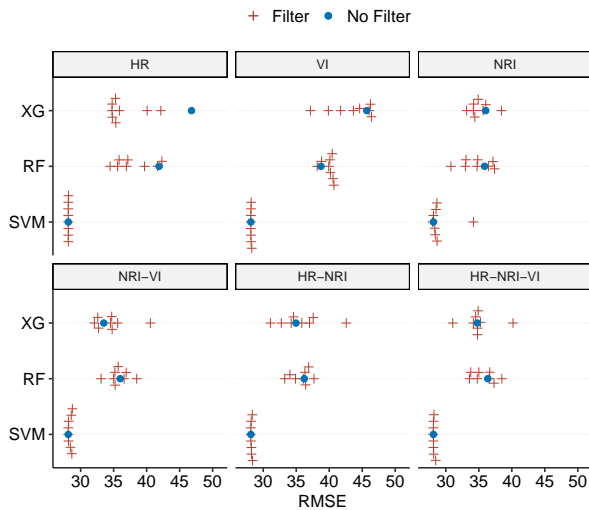 Filter No Filter
HR VI NRI
XG
RF
SVM
NRI−VI HR−NRI HR−NRI−VI
XG
RF
SVM
30 35 40 45 50 30 35 40 45 50 30 35 40 45 50
RMSE